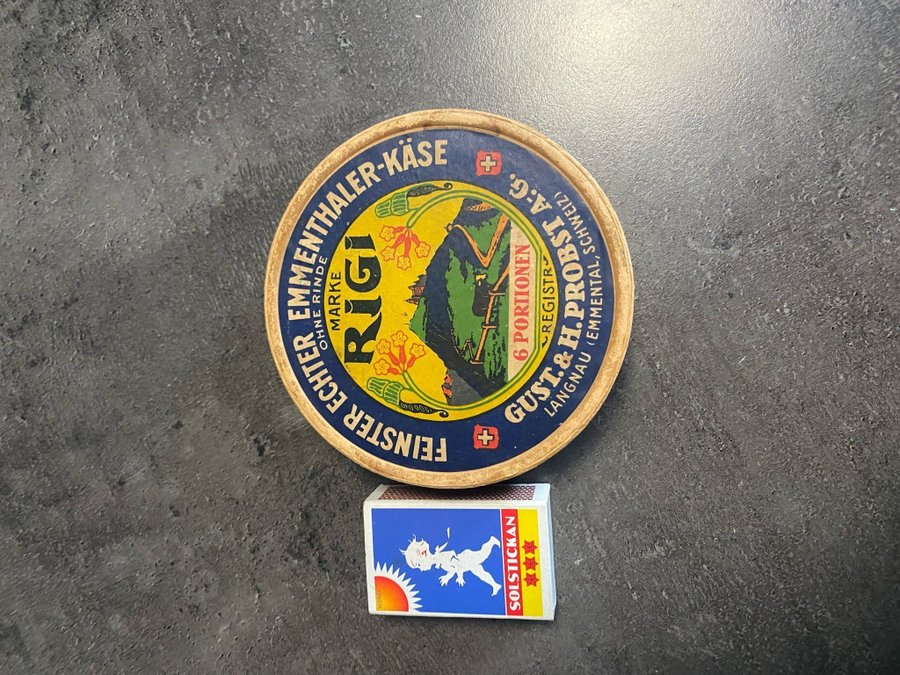 FEINSTER ECHTER EMMENTHALER-KÄSE
OHNE RINDE
MARKE
RIGI
6 PORTIONEN
REGISTR
GUST. & H. PROBST A.-G.
LANGNAU (EMMENTAL, SCHWEIZ)
SOLSTICKAN